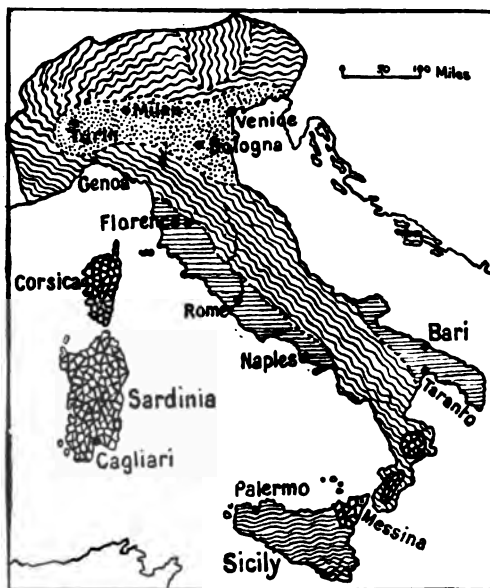 0 50 100 Miles
Milan
Venice
Turin
Bologna
Genoa
Florence
Corsica
Rome
Bari
Naples
Taranto
Sardinia
Cagliari
Palermo
Messina
Sicily